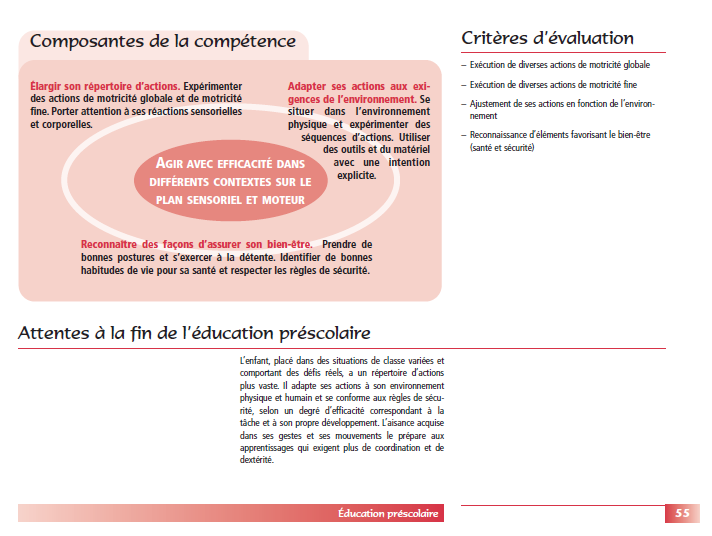 Composantes de la compétence
Élargir son répertoire d'actions. Expérimenter
des actions de motricité globale et de motricité
fine. Porter attention à ses réactions sensorielles
et corporelles.
Adapter ses actions aux exi-
gences de l'environnement. Se
situer dans l'environnement
physique et expérimenter des
séquences d'actions. Utiliser
des outils et du matériel
avec une intention
explicite.
AGIR AVEC EFFICACITÉ DANS
DIFFÉRENTS CONTEXTES SUR LE
PLAN SENSORIEL ET MOTEUR
Reconnaître des façons d'assurer son bien-être. Prendre de
bonnes postures et s'exercer à la détente. Identifier de bonnes
habitudes de vie pour sa santé et respecter les règles de sécurité.
Critères d'évaluation
– Exécution de diverses actions de motricité globale
– Exécution de diverses actions de motricité fine
– Ajustement de ses actions en fonction de l'environ-
nement
– Reconnaissance d'éléments favorisant le bien-être
(santé et sécurité)
Attentes à la fin de l'éducation préscolaire
L'enfant, placé dans des situations de classe variées et
comportant des défis réels, a un répertoire d'actions
plus vaste. Il adapte ses actions à son environnement
physique et humain et se conforme aux règles de sécu-
rité, selon un degré d'efficacité correspondant à la
tâche et à son propre développement. L'aisance acquise
dans ses gestes et ses mouvements le prépare aux
apprentissages qui exigent plus de coordination et de
dextérité.
Éducation préscolaire
55